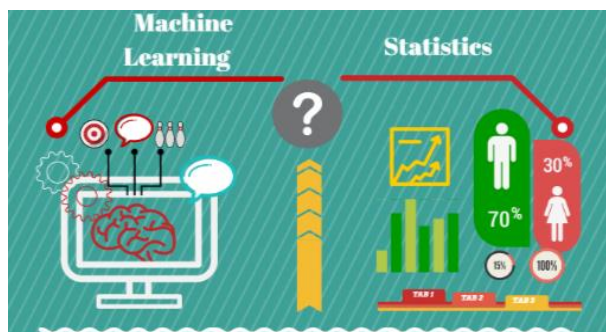 Machine
Learning
Statistics
?
30%
70%
15%
100%
TAB 1
TAB 2
TAB 3